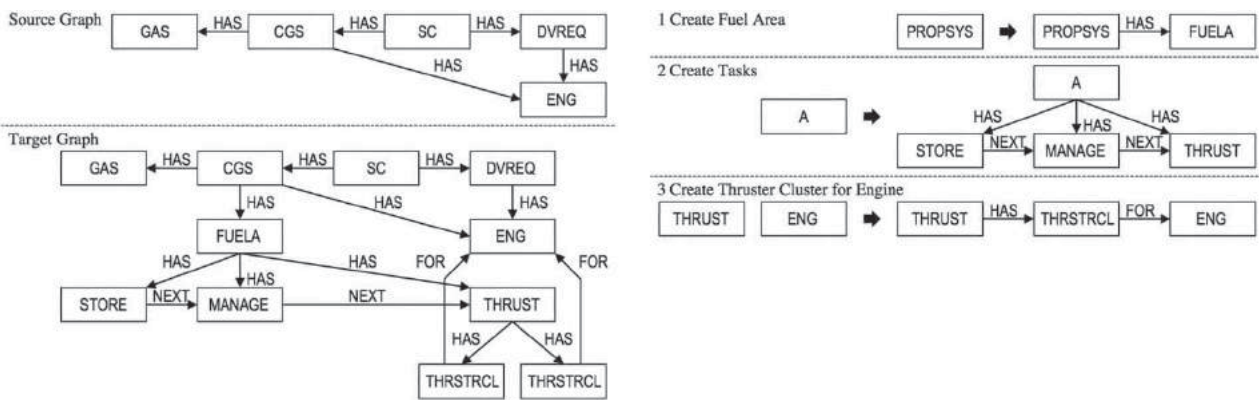 Source Graph
GAS HAS CGS HAS SC HAS DVREQ
HAS HAS
ENG
Target Graph
GAS HAS CGS HAS SC HAS DVREQ
HAS HAS HAS
FUELA ENG
HAS HAS HAS FOR FOR
STORE NEXT MANAGE NEXT THRUST
HAS HAS
THRSTRCL THRSTRCL
1 Create Fuel Area
PROPSYS PROPSYS HAS FUELA
2 Create Tasks
A
A
HAS HAS HAS
STORE NEXT MANAGE NEXT THRUST
3 Create Thruster Cluster for Engine
THRUST ENG THRUST HAS THRSTRCL FOR ENG